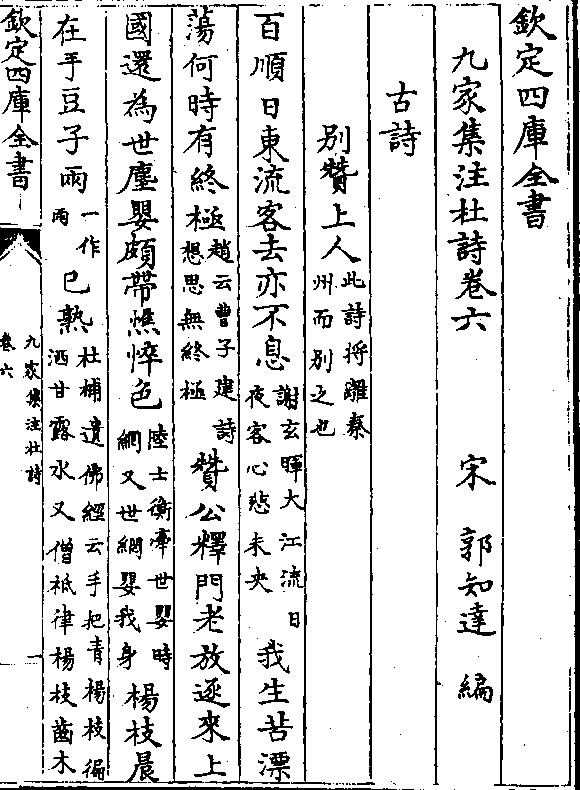 欽定四庫全書
九家集注杜詩卷六 宋 郭知達 編
古詩
別贊上人 此詩將離秦州而別之也
百順日東流客去亦不息 謝玄暉大江流日夜客心悲未央 我生苦漂
蕩何時有終極 趙云曹子建詩想思無終極 贊公釋門老放逐來上
國還為世塵嬰頗帶憔悴色 陸士衡牽世嬰時網又世網嬰我身 楊枝晨
在手豆子雨 一作兩 已熟 杜補遺佛經云手把青楊枝徧洒甘露水又僧祗律楊枝齒木
欽定四庫全書
九家集注杜詩
卷六
一